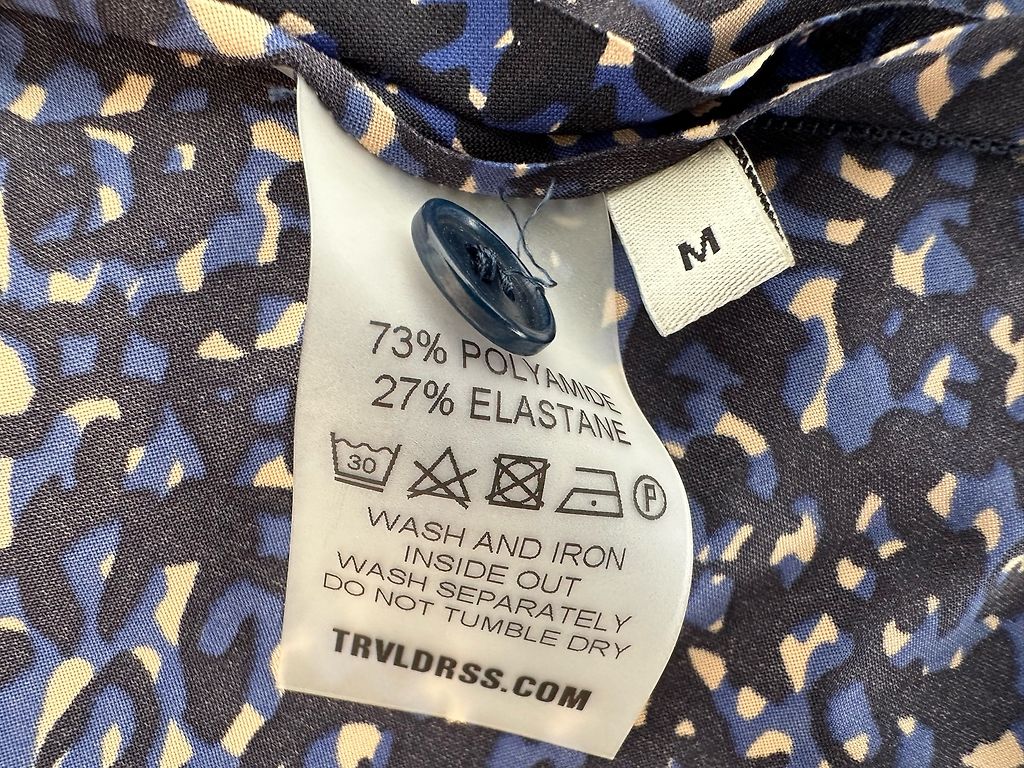 M
73% POLYAMIDE
27% ELASTANE
30 P
WASH AND IRON
INSIDE OUT
WASH SEPARATELY
DO NOT TUMBLE DRY
TRVLDRSS.COM